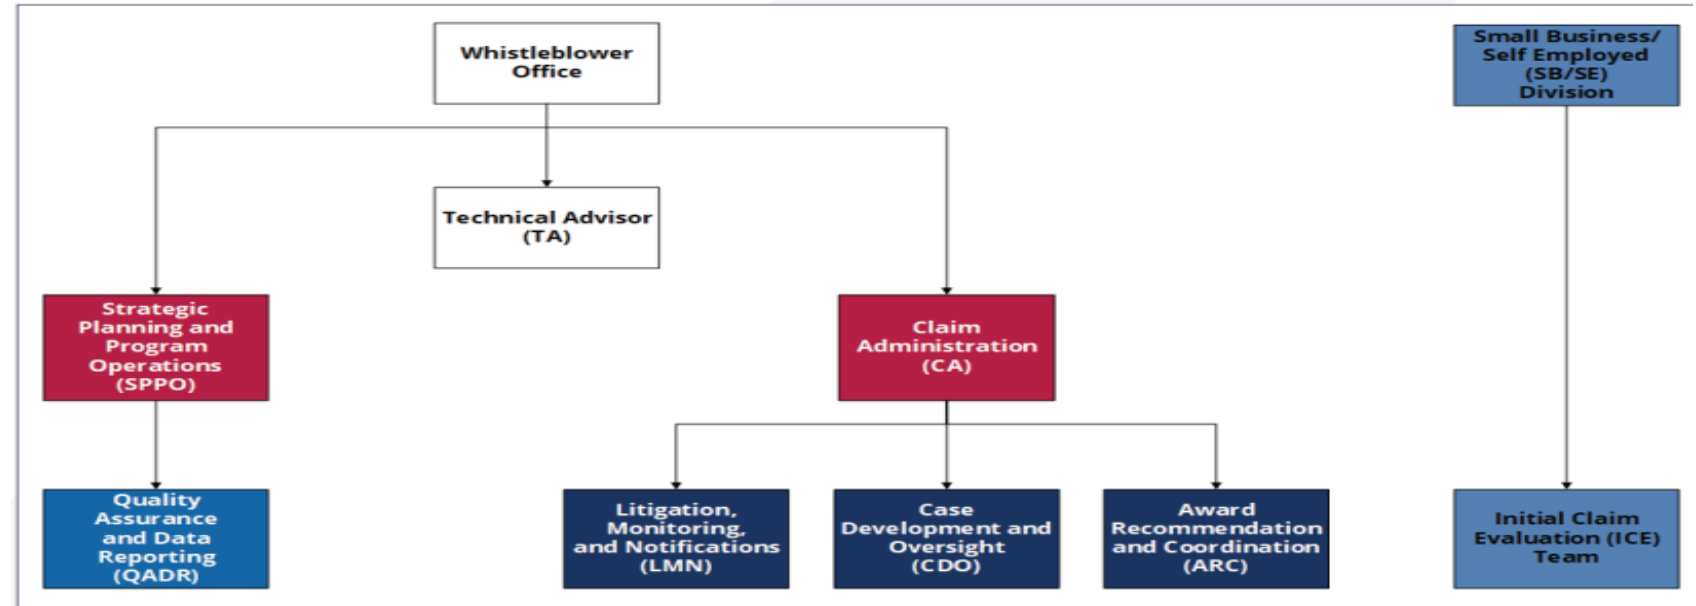 Whistleblower
Office
Small Business/
Self Employed
(SB/SE)
Division
Technical Advisor
(TA)
Strategic
Planning and
Program
Operations
(SPPO)
Claim
Administration
(CA)
Quality
Assurance
and Data
Reporting
(QADR)
Litigation,
Monitoring,
and Notifications
(LMN)
Case
Development and
Oversight
(CDO)
Award
Recommendation
and Coordination
(ARC)
Initial Claim
Evaluation (ICE)
Team